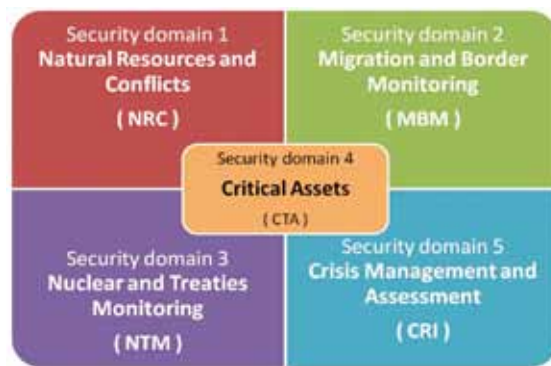 Security domain 1
Natural Resources and
Conflicts
( NRC )
Security domain 2
Migration and Border
Monitoring
( MBM )
Security domain 4
Critical Assets
( CTA )
Security domain 3
Nuclear and Treaties
Monitoring
( NTM )
Security domain 5
Crisis Management and
Assessment
( CRI )